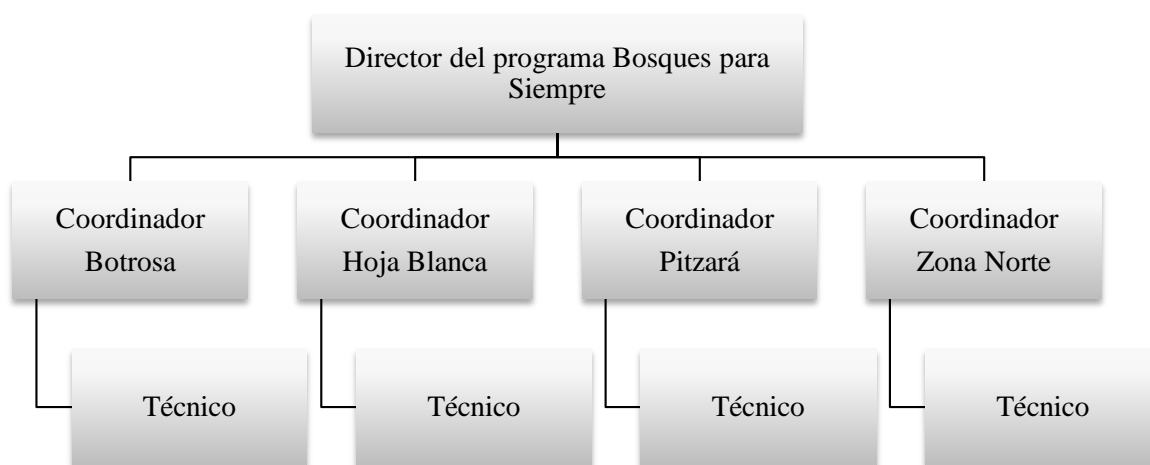 Director del programa Bosques para
Siempre
Coordinador
Botrosa
Coordinador
Hoja Blanca
Coordinador
Pitzará
Coordinador
Zona Norte
Técnico
Técnico
Técnico
Técnico